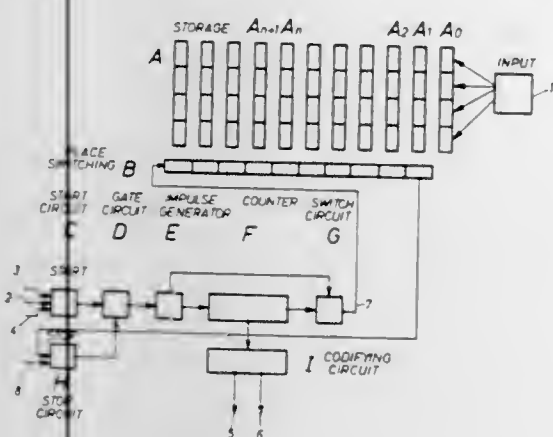 STORAGE An+1 An A2 A1 A0
A
INPUT
1
PLACE
SWITCHING B
START CIRCUIT
GATE CIRCUIT
IMPULSE GENERATOR
COUNTER
SWITCH CIRCUIT
C D E F G
3 START
2
4
7
8
H
STOP CIRCUIT
I CODIFYING CIRCUIT
5 6